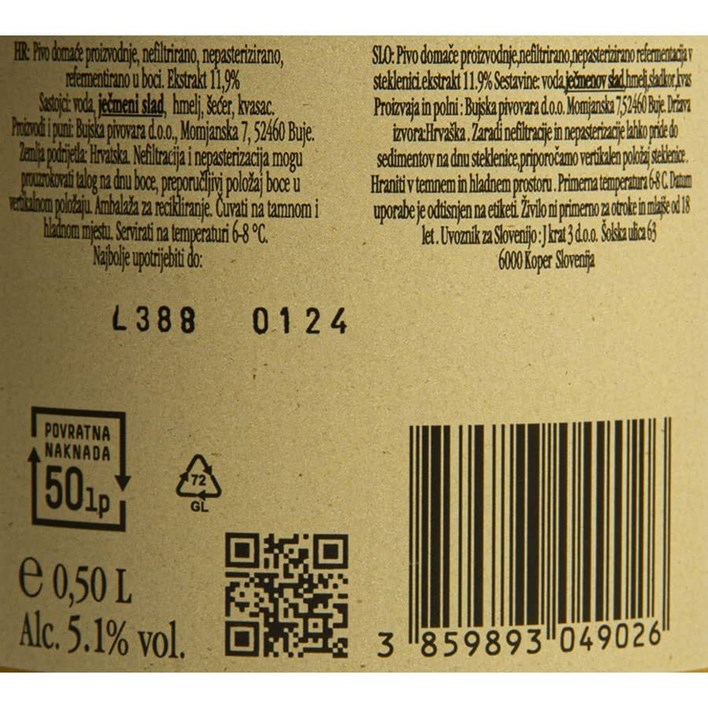 HR: Pivo domaće proizvodnje, nefiltrirano, nepasterizirano,
refermentirano u boci. Ekstrakt 11,9%
Sastojci: voda, ječmeni slad, hmelj, šećer, kvasac.
Proizvodi i puni: Bujska pivovara d.o.o., Momjanska 7, 52460 Buje.
Zemlja podrijetla: Hrvatska. Nefiltracija i nepasterizacija mogu
prouzrokovati talog na dnu boce, preporučljivi položaj boce u
vertikalnom položaju. Ambalaža za recikliranje. Čuvati na tamnom i
hladnom mjestu. Servirati na temperaturi 6-8 °C.
Najbolje upotrijebiti do:
SLO: Pivo domače proizvodnje,nefiltrirano,nepasterizirano refermentacija v
steklenici.ekstrakt 11.9% Sestavine: voda,ječmenov slad,hmelj,sladkor,kvas
Proizvaja in polni : Bujska pivovara d.o.o. Momjanska 7,52460 Buje. Država
izvora:Hrvaška . Zaradi nefiltracije in nepasterizacije lahko pride do
sedimentov na dnu steklenice,priporočamo vertikalen položaj steklenice .
Hraniti v temnem in hladnem prostoru . Primerna temperatura 6-8 C. Datum
uporabe je odtisnjen na etiketi. Živilo ni primerno za otroke in mlajše od 18
let . Uvoznik za Slovenijo : J krat 3 d.o.o. Šolska ulica 63
6000 Koper Slovenija
L388 0124
POVRATNA
NAKNADA
50lp
72
GL
e 0,50 L
Alc. 5.1% vol.
3 859893 049026